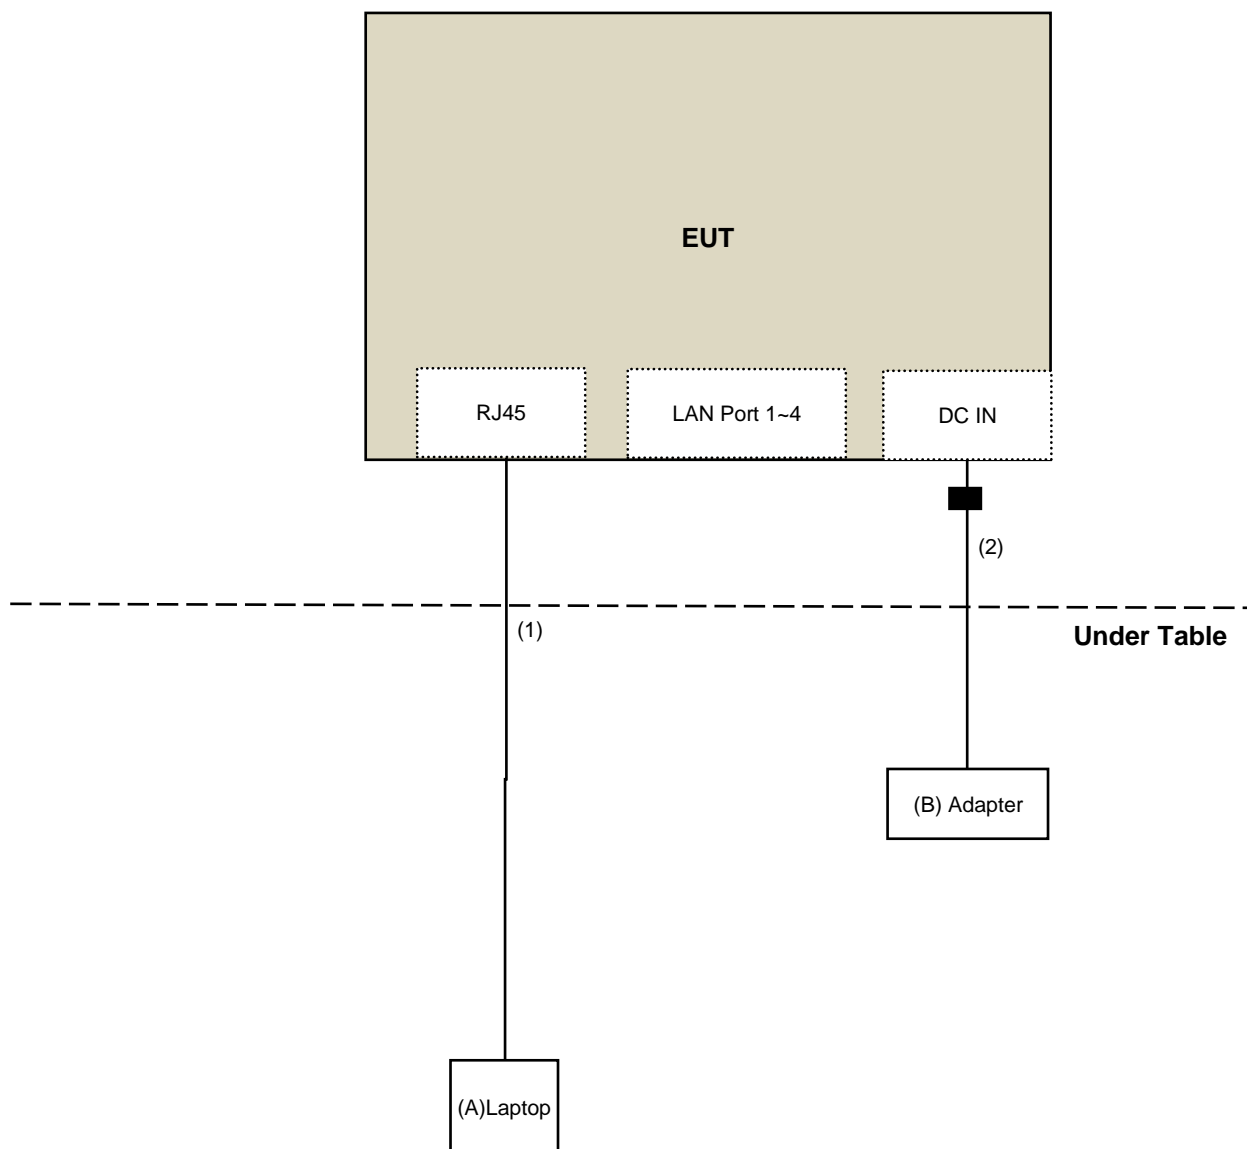 EUT
RJ45
LAN Port 1~4
DC IN
(2)
(1)
Under Table
(B) Adapter
(A)Laptop